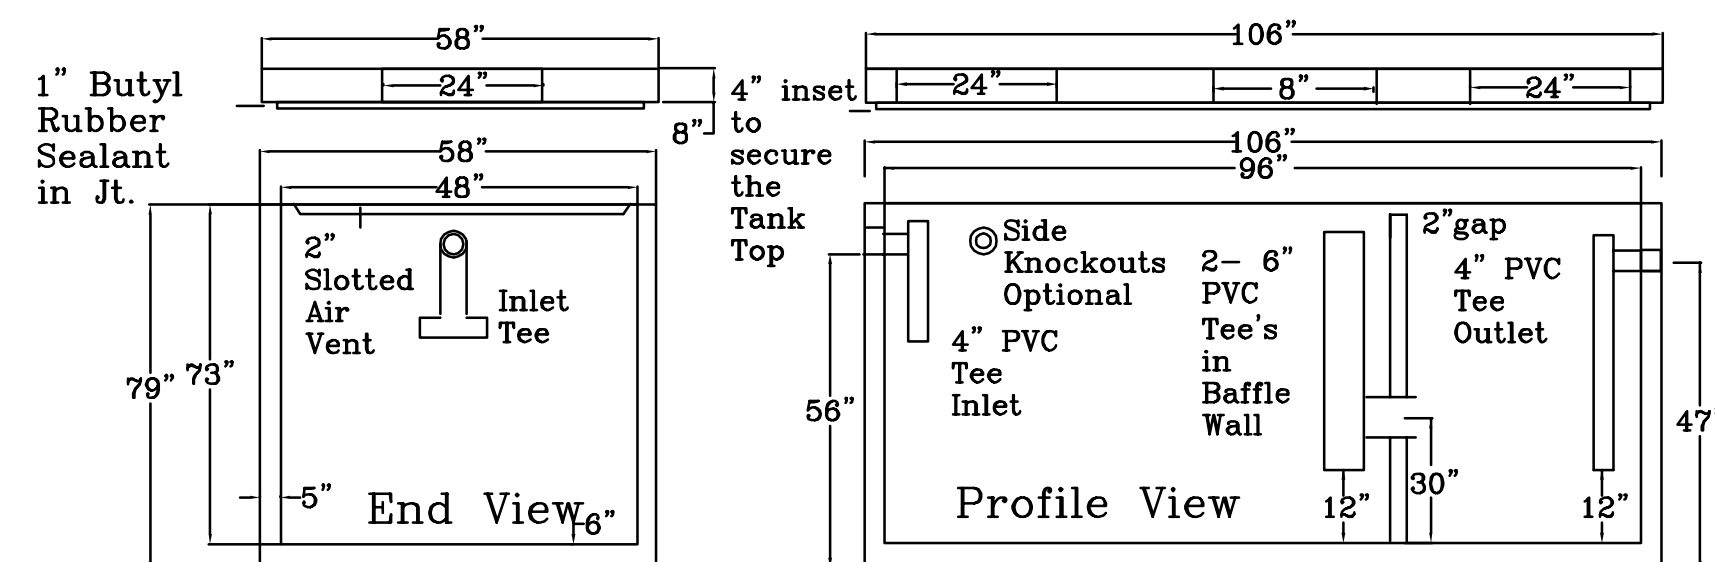 58"
1" Butyl
Rubber
Sealant
in Jt.
24"
8"
58"
48"
2"
Slotted
Air
Vent
Inlet
Tee
79"
73"
5"
End View
6"
4" inset
to
secure
the
Tank
Top
106"
24"
8"
24"
106"
96"
Side
Knockouts
Optional
4" PVC
Tee
Inlet
2- 6"
PVC
Tee's
in
Baffle
Wall
2"gap
4" PVC
Tee
Outlet
56"
47"
30"
12"
12"
Profile View